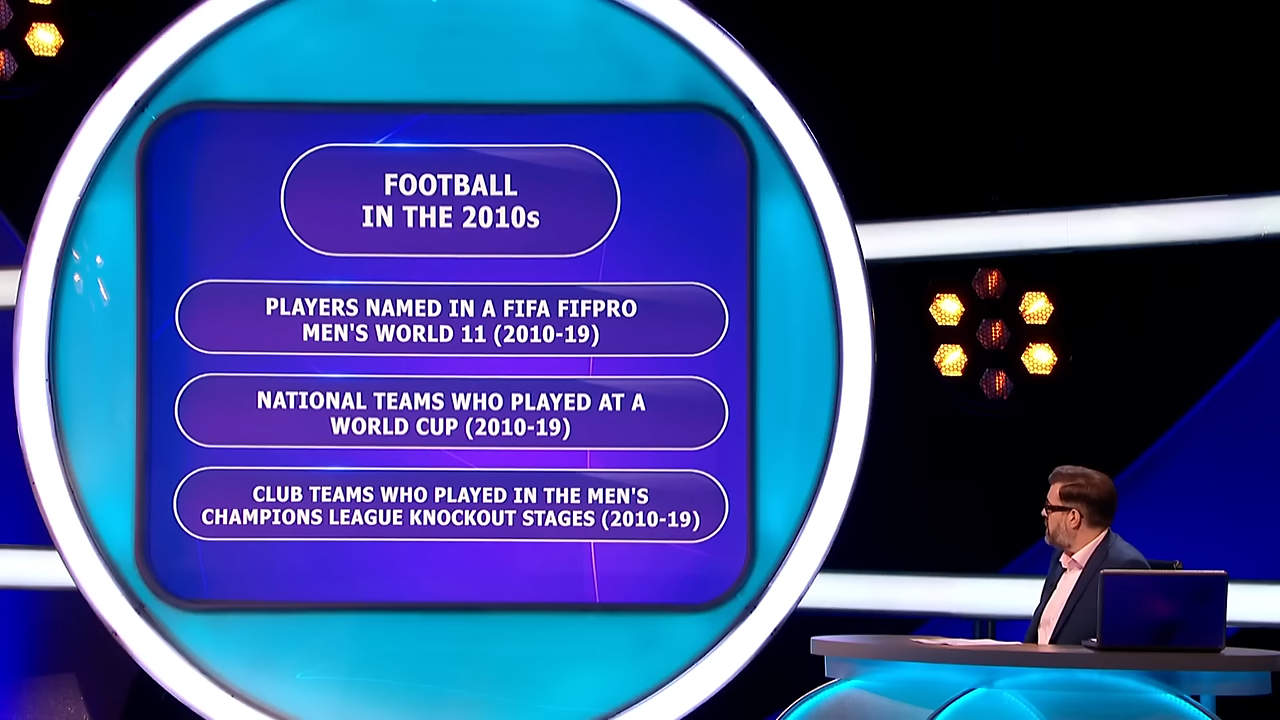 FOOTBALL
IN THE 2010s
PLAYERS NAMED IN A FIFA FIFPRO
MEN'S WORLD 11 (2010-19)
NATIONAL TEAMS WHO PLAYED AT A
WORLD CUP (2010-19)
CLUB TEAMS WHO PLAYED IN THE MEN'S
CHAMPIONS LEAGUE KNOCKOUT STAGES (2010-19)